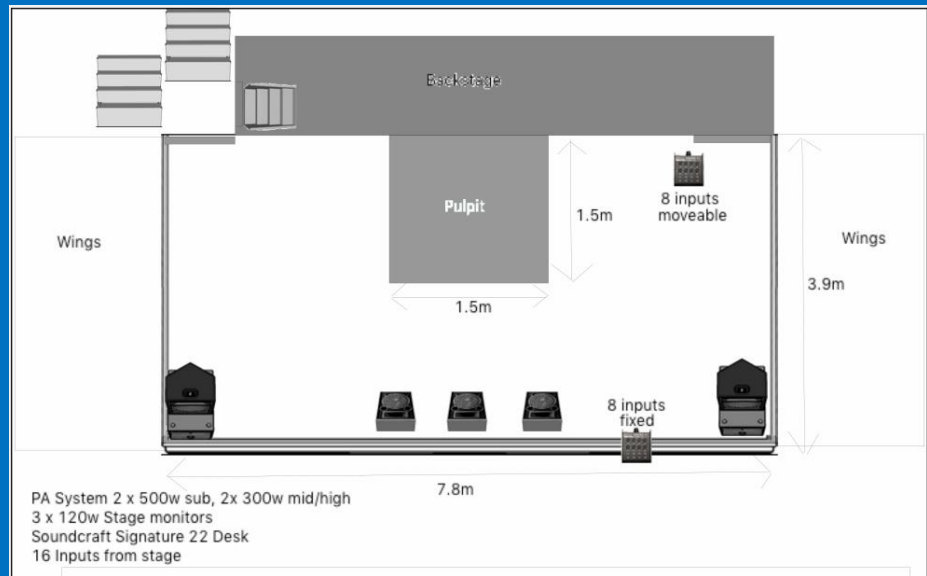 Backstage
Pulpit
8 inputs
moveable
1.5m
Wings
Wings
3.9m
1.5m
8 inputs
fixed
7.8m
PA System 2 x 500w sub, 2x 300w mid/high
3 x 120w Stage monitors
Soundcraft Signature 22 Desk
16 Inputs from stage